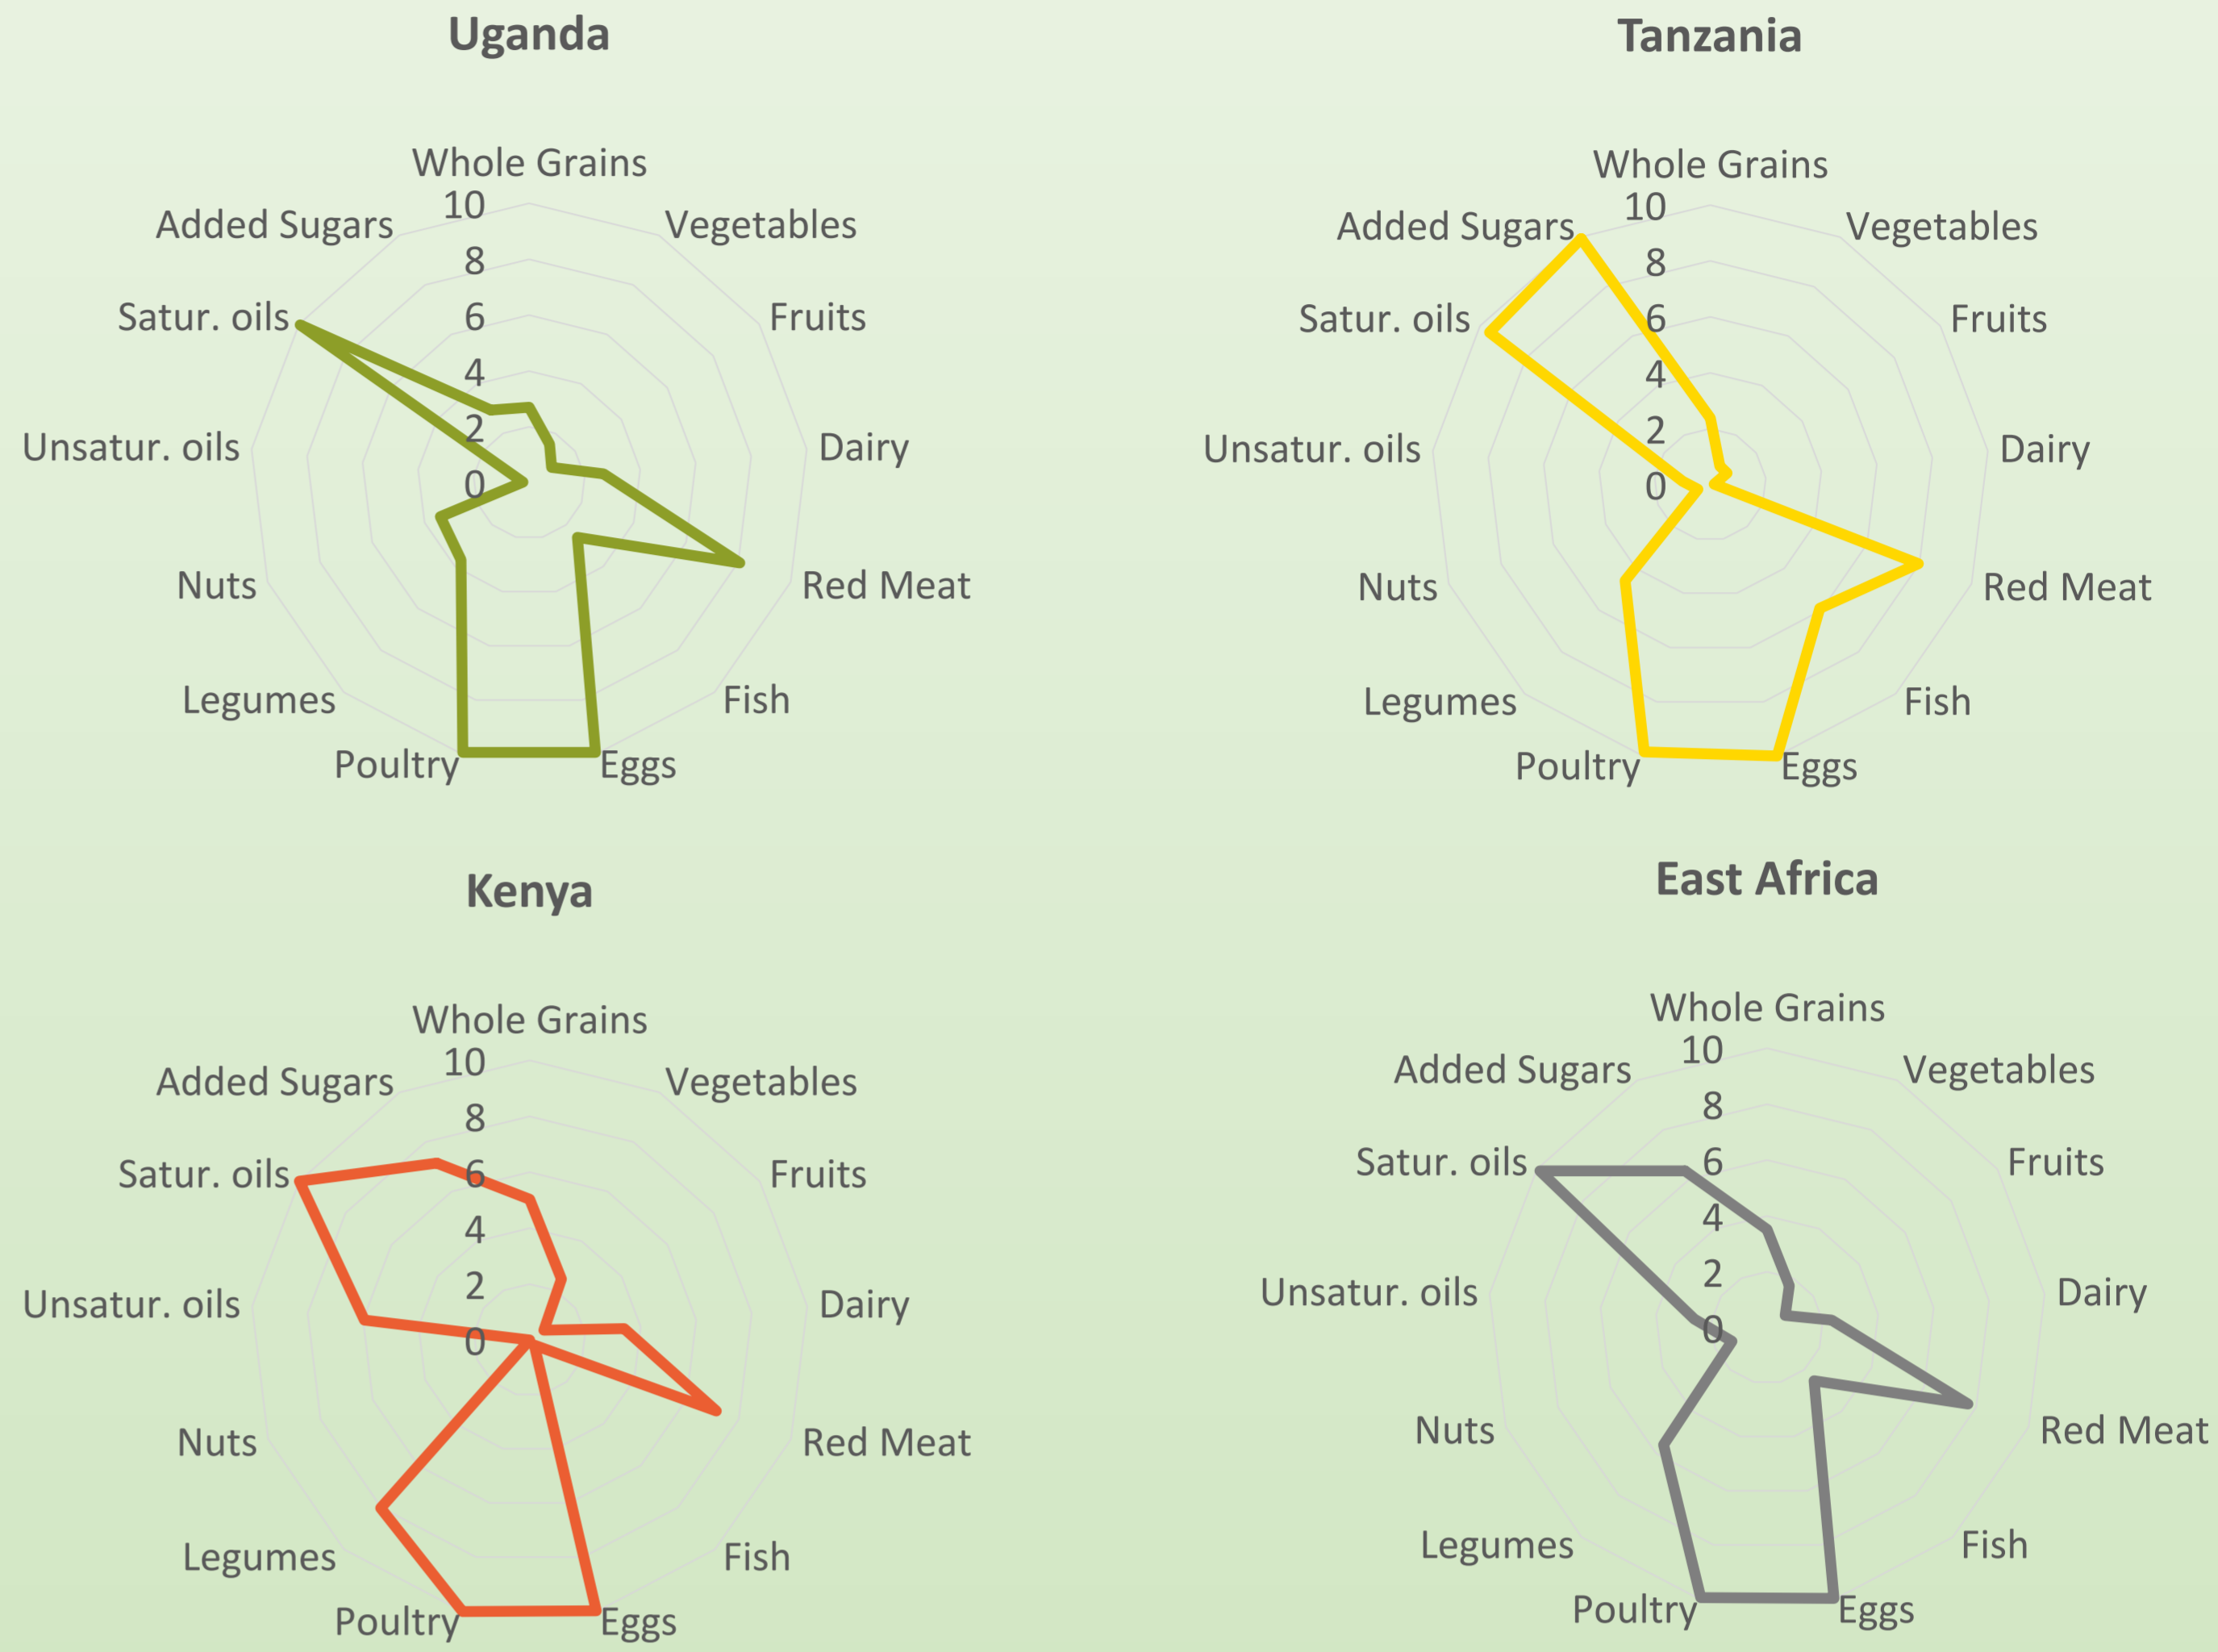 Uganda
Whole Grains
10
Added Sugars
Vegetables
8
Satur. oils
6
Fruits
4
Unsatur. oils
2
Dairy
0
Nuts
Red Meat
Legumes
Fish
Poultry
Eggs
Tanzania
Whole Grains
10
Added Sugars
Vegetables
8
Satur. oils
6
Fruits
4
Unsatur. oils
2
Dairy
0
Nuts
Red Meat
Legumes
Fish
Poultry
Eggs
Kenya
Whole Grains
10
Added Sugars
Vegetables
8
Satur. oils
6
Fruits
4
Unsatur. oils
2
Dairy
0
Nuts
Red Meat
Legumes
Fish
Poultry
Eggs
East Africa
Whole Grains
10
Added Sugars
Vegetables
8
Satur. oils
6
Fruits
4
Unsatur. oils
2
Dairy
0
Nuts
Red Meat
Legumes
Fish
Poultry
Eggs